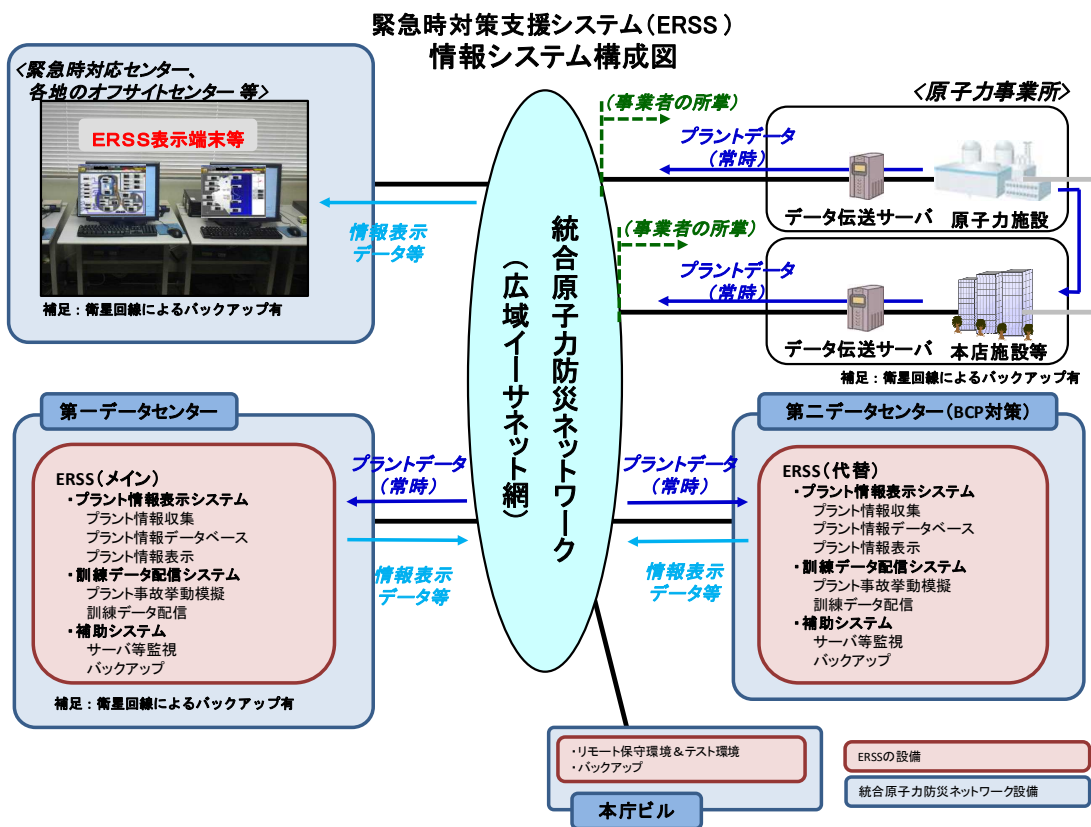 緊急時対策支援システム(ERSS)
情報システム構成図
<緊急時対応センター、
各地のオフサイトセンター 等>
ERSS表示端末等
補足：衛星回線によるバックアップ有
情報表示
データ等
統合原子力防災ネットワーク
（広域イーサネット網）
(事業者の所掌)
<原子力事業所>
プラントデータ
(常時)
データ伝送サーバ
原子力施設
(事業者の所掌)
プラントデータ
(常時)
データ伝送サーバ
本店施設等
補足：衛星回線によるバックアップ有
第一データセンター
ERSS(メイン)
・プラント情報表示システム
プラント情報収集
プラント情報データベース
プラント情報表示
・訓練データ配信システム
プラント事故挙動模擬
訓練データ配信
・補助システム
サーバ等監視
バックアップ
補足：衛星回線によるバックアップ有
プラントデータ
(常時)
情報表示
データ等
プラントデータ
(常時)
情報表示
データ等
第二データセンター(BCP対策)
ERSS(代替)
・プラント情報表示システム
プラント情報収集
プラント情報データベース
プラント情報表示
・訓練データ配信システム
プラント事故挙動模擬
訓練データ配信
・補助システム
サーバ等監視
バックアップ
・リモート保守環境＆テスト環境
・バックアップ
本庁ビル
ERSSの設備
統合原子力防災ネットワーク設備